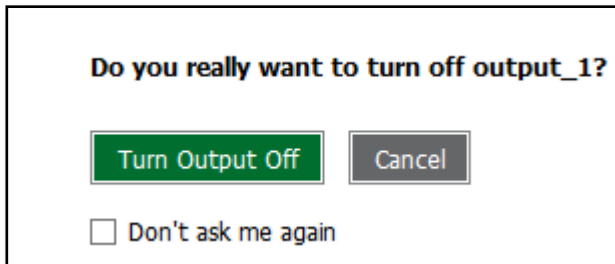 Do you really want to turn off output_1?
Turn Output Off Cancel
Don't ask me again